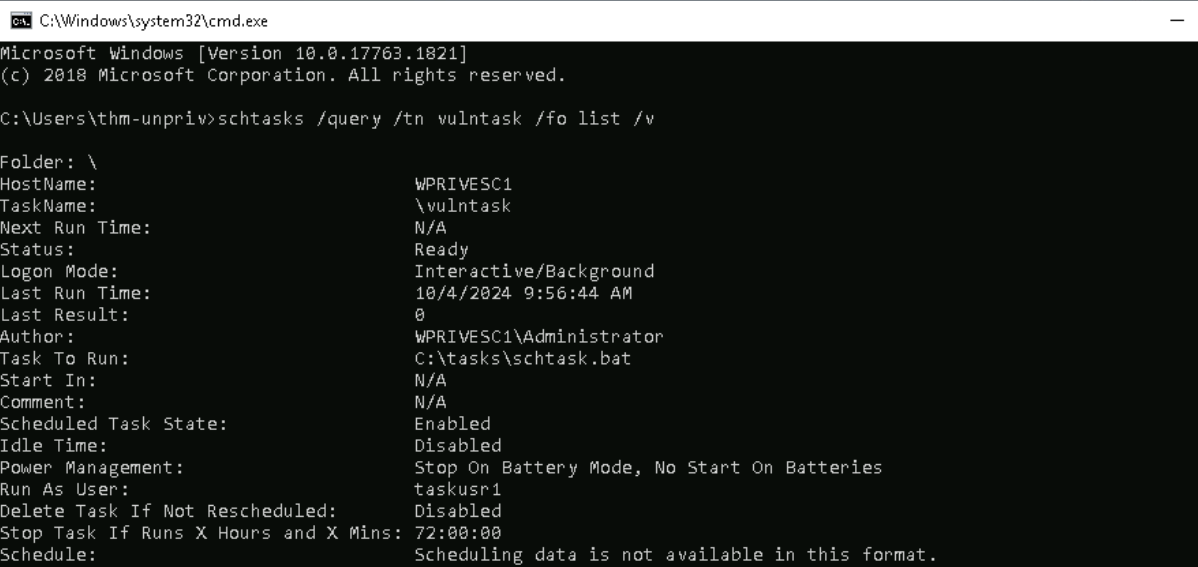 C:\Windows\system32\cmd.exe
Microsoft Windows [Version 10.0.17763.1821]
(c) 2018 Microsoft Corporation. All rights reserved.
C:\Users\thm-unpriv>schtasks /query /tn vulntask /fo list /v
Folder: \
HostName: WPRIVESC1
TaskName: \vulntask
Next Run Time: N/A
Status: Ready
Logon Mode: Interactive/Background
Last Run Time: 10/4/2024 9:56:44 AM
Last Result: 0
Author: WPRIVESC1\Administrator
Task To Run: C:\tasks\schtask.bat
Start In: N/A
Comment: N/A
Scheduled Task State: Enabled
Idle Time: Disabled
Power Management: Stop On Battery Mode, No Start On Batteries
Run As User: taskusr1
Delete Task If Not Rescheduled: Disabled
Stop Task If Runs X Hours and X Mins: 72:00:00
Schedule: Scheduling data is not available in this format.